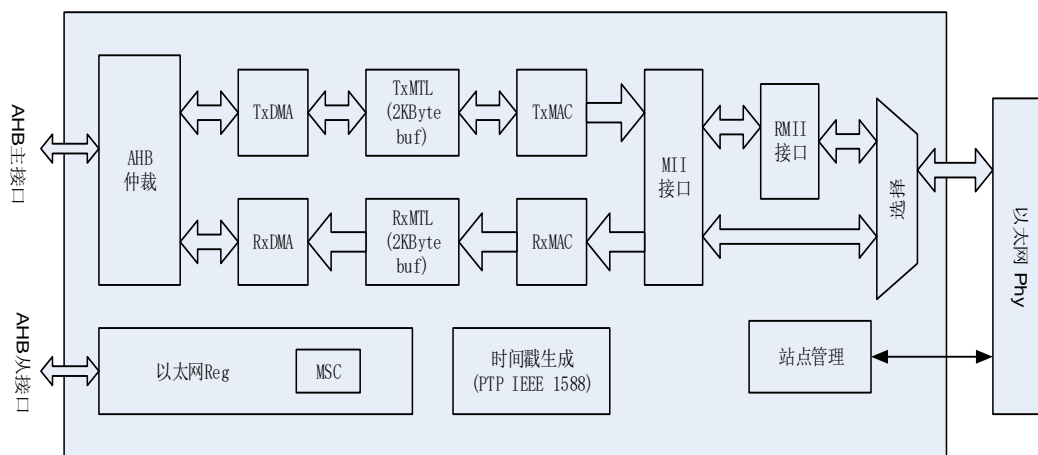 AHB主接口
AHB
仲裁
TxDMA
TxMTL
(2KByte
buf)
TxMAC
MII
接口
RMII
接口
选择
以太网 Phy
RxDMA
RxMTL
(2KByte
buf)
RxMAC
AHB从接口
以太网Reg
MSC
时间戳生成
(PTP IEEE 1588)
站点管理